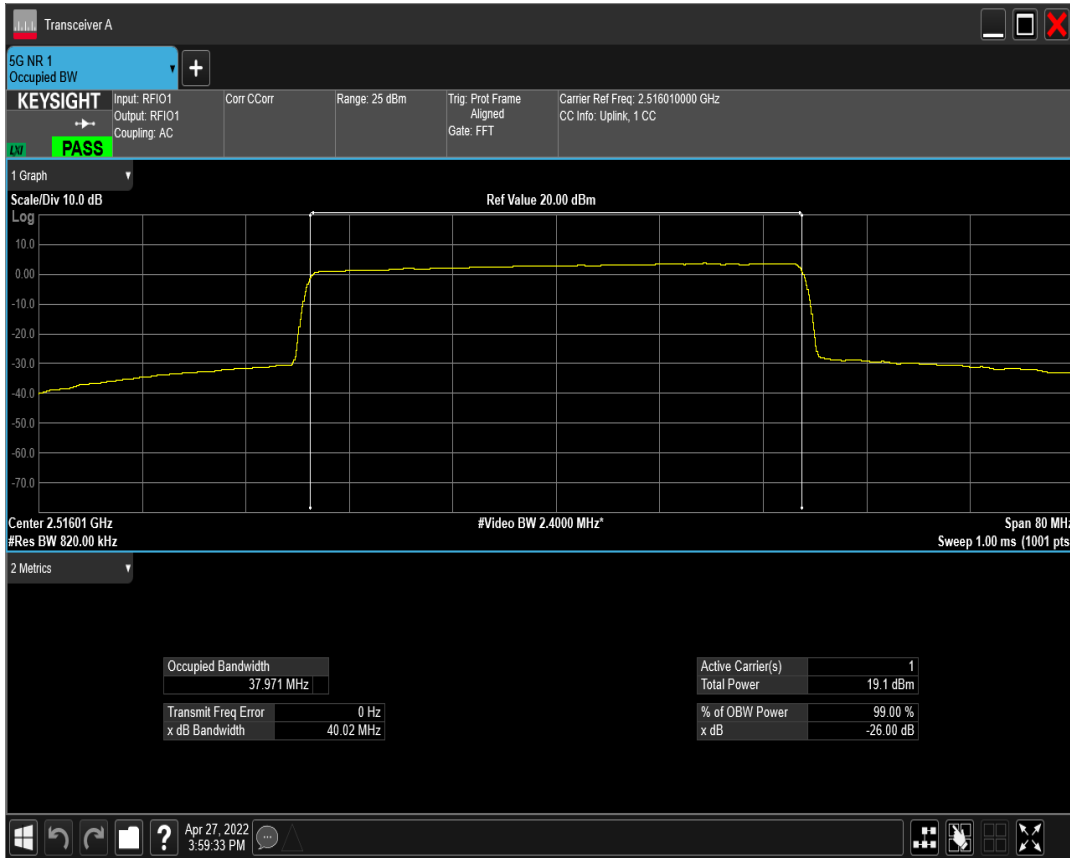 Transceiver A
5G NR 1
Occupied BW
KEYSIGHT
LXI PASS
Input: RFIO1
Output: RFIO1
Coupling: AC
Corr CCorr
Range: 25 dBm
Trig: Prot Frame
Aligned
Gate: FFT
Carrier Ref Freq: 2.516010000 GHz
CC Info: Uplink, 1 CC
1 Graph
Scale/Div 10.0 dB
Ref Value 20.00 dBm
Log
10.0
0.00
-10.0
-20.0
-30.0
-40.0
-50.0
-60.0
-70.0
Center 2.51601 GHz
#Video BW 2.4000 MHz*
Span 80 MHz
#Res BW 820.00 kHz
Sweep 1.00 ms (1001 pts
2 Metrics
Occupied Bandwidth
37.971 MHz
Transmit Freq Error 0 Hz
x dB Bandwidth 40.02 MHz
Active Carrier(s) 1
Total Power 19.1 dBm
% of OBW Power 99.00 %
x dB -26.00 dB
?
Apr 27, 2022
3:59:33 PM